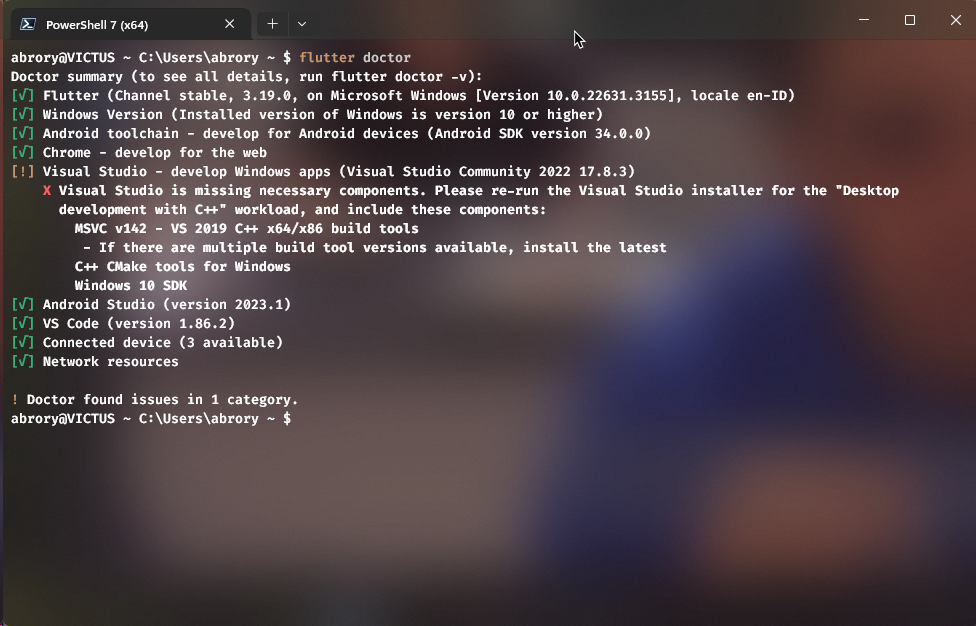 PowerShell 7 (x64)
abrory@VICTUS ~ C:\Users\abrory ~ $ flutter doctor
Doctor summary (to see all details, run flutter doctor -v):
[√] Flutter (Channel stable, 3.19.0, on Microsoft Windows [Version 10.0.22631.3155], locale en-ID)
[√] Windows Version (Installed version of Windows is version 10 or higher)
[√] Android toolchain - develop for Android devices (Android SDK version 34.0.0)
[√] Chrome - develop for the web
[!] Visual Studio - develop Windows apps (Visual Studio Community 2022 17.8.3)
X Visual Studio is missing necessary components. Please re-run the Visual Studio installer for the "Desktop
development with C++" workload, and include these components:
MSVC v142 - VS 2019 C++ x64/x86 build tools
- If there are multiple build tool versions available, install the latest
C++ CMake tools for Windows
Windows 10 SDK
[√] Android Studio (version 2023.1)
[√] VS Code (version 1.86.2)
[√] Connected device (3 available)
[√] Network resources
! Doctor found issues in 1 category.
abrory@VICTUS ~ C:\Users\abrory ~ $